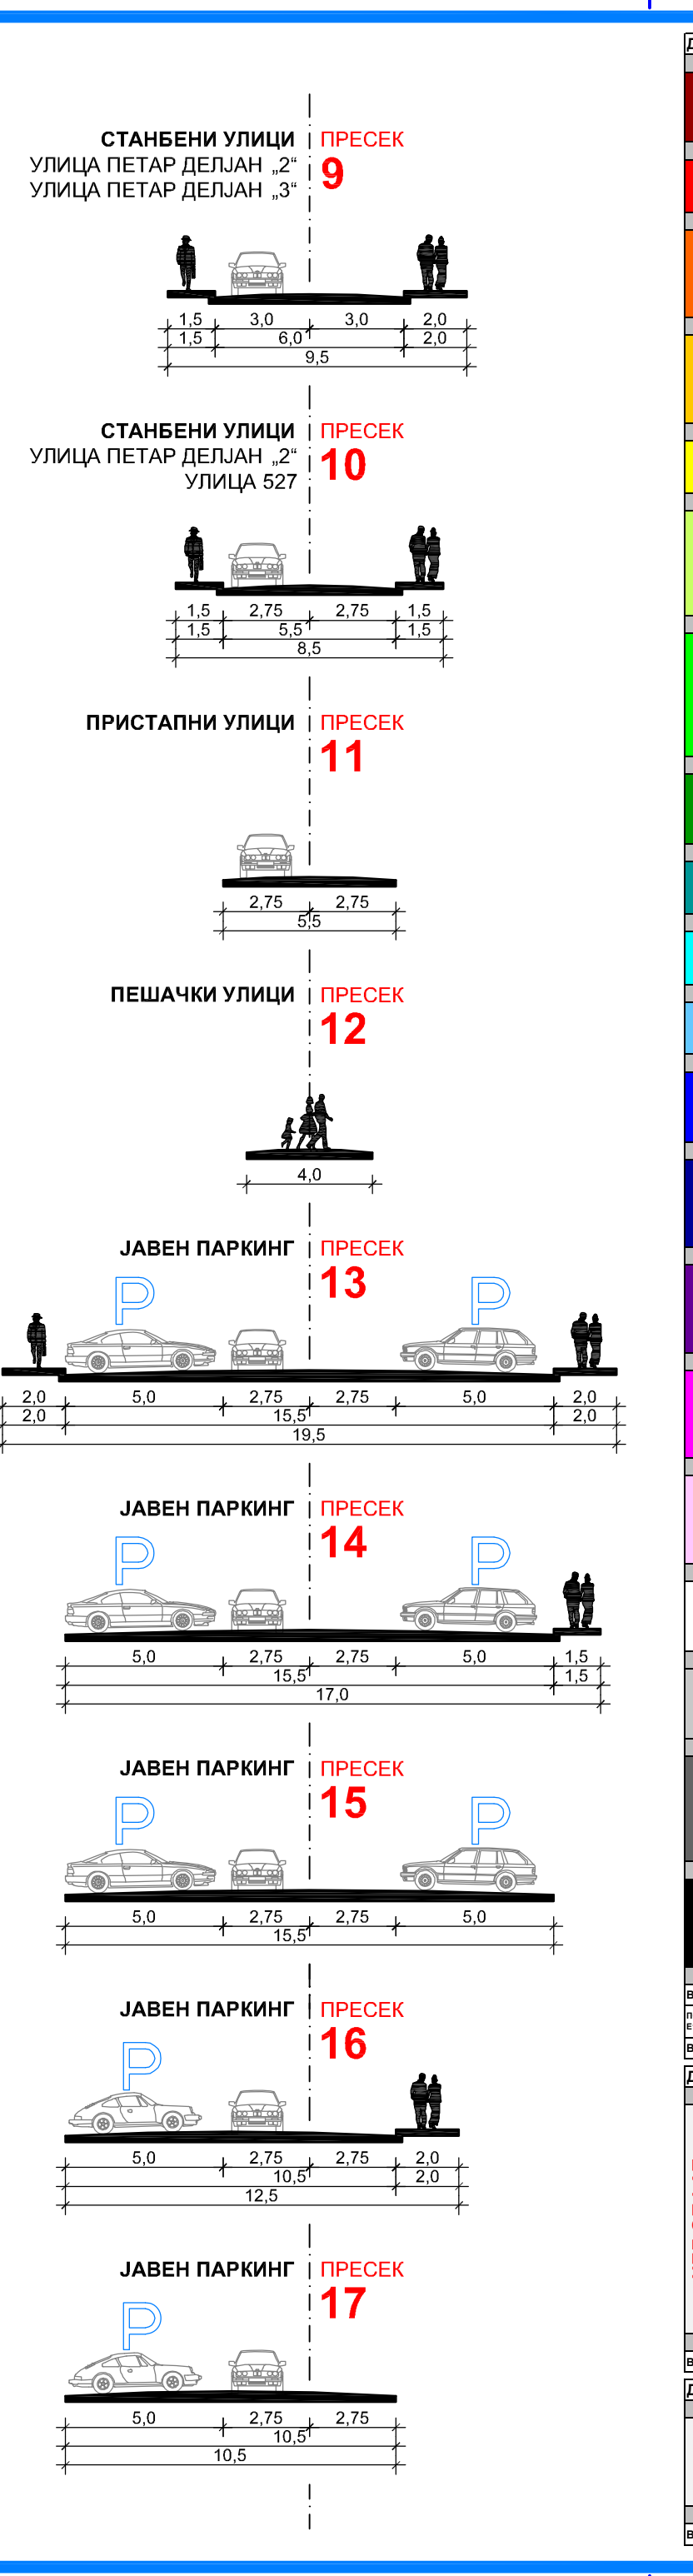 СТАНБЕНИ УЛИЦИ ПРЕСЕК
УЛИЦА ПЕТАР ДЕЛЈАН „2“ 9
УЛИЦА ПЕТАР ДЕЛЈАН „3“
1,5 3,0 3,0 2,0
1,5 6,0 2,0
9,5
СТАНБЕНИ УЛИЦИ ПРЕСЕК
УЛИЦА ПЕТАР ДЕЛЈАН „2“ 10
УЛИЦА 527
1,5 2,75 2,75 1,5
1,5 5,5 1,5
8,5
ПРИСТАПНИ УЛИЦИ ПРЕСЕК
11
2,75 2,75
5,5
ПЕШАЧКИ УЛИЦИ ПРЕСЕК
12
4,0
ЈАВЕН ПАРКИНГ ПРЕСЕК
13
P P
2,0 5,0 2,75 2,75 5,0 2,0
2,0 15,5 2,0
19,5
ЈАВЕН ПАРКИНГ ПРЕСЕК
14
P P
5,0 2,75 2,75 5,0 1,5
15,5 1,5
17,0
ЈАВЕН ПАРКИНГ ПРЕСЕК
15
P P
5,0 2,75 2,75 5,0
15,5
ЈАВЕН ПАРКИНГ ПРЕСЕК
16
P
5,0 2,75 2,75 2,0
10,5 2,0
12,5
ЈАВЕН ПАРКИНГ ПРЕСЕК
17
P
5,0 2,75 2,75
10,5
10,5